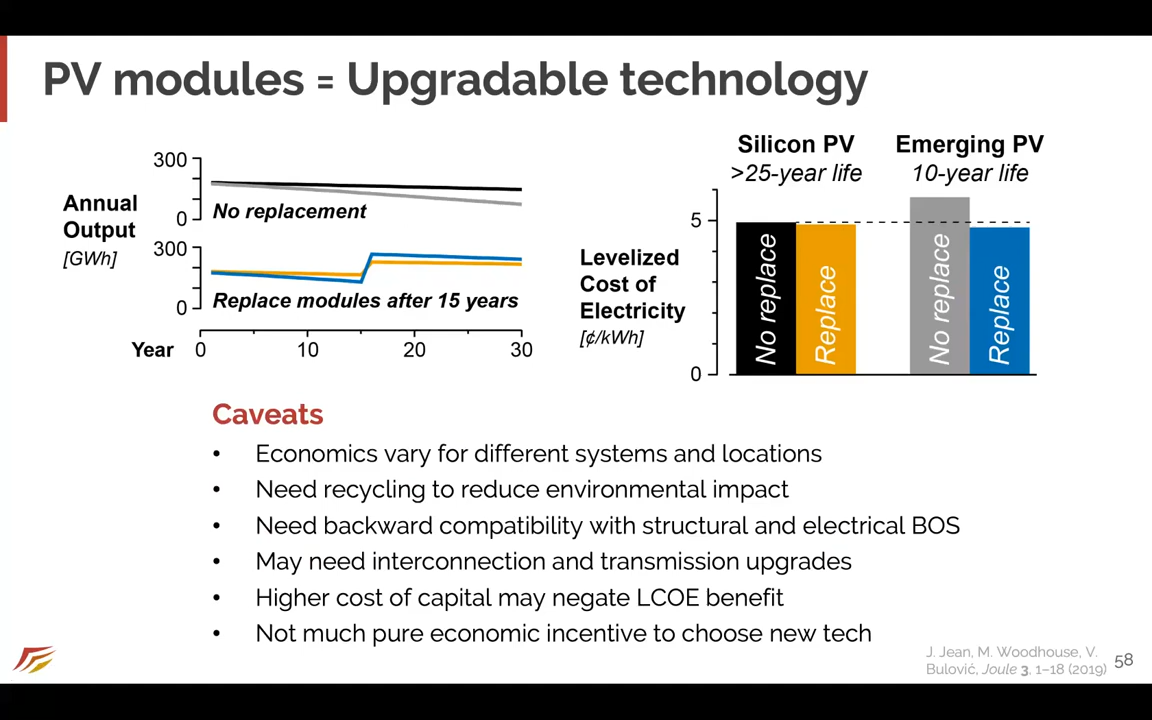 PV modules = Upgradable technology
300
Annual
Output
[GWh]
0
No replacement
300
0
Replace modules after 15 years
Year
0
10
20
30
Silicon PV
>25-year life
Emerging PV
10-year life
Levelized
Cost of
Electricity
[¢/kWh]
5
0
No replace
Replace
No replace
Replace
Caveats
• Economics vary for different systems and locations
• Need recycling to reduce environmental impact
• Need backward compatibility with structural and electrical BOS
• May need interconnection and transmission upgrades
• Higher cost of capital may negate LCOE benefit
• Not much pure economic incentive to choose new tech
J. Jean, M. Woodhouse, V.
Bulović, Joule 3, 1–18 (2019)
58